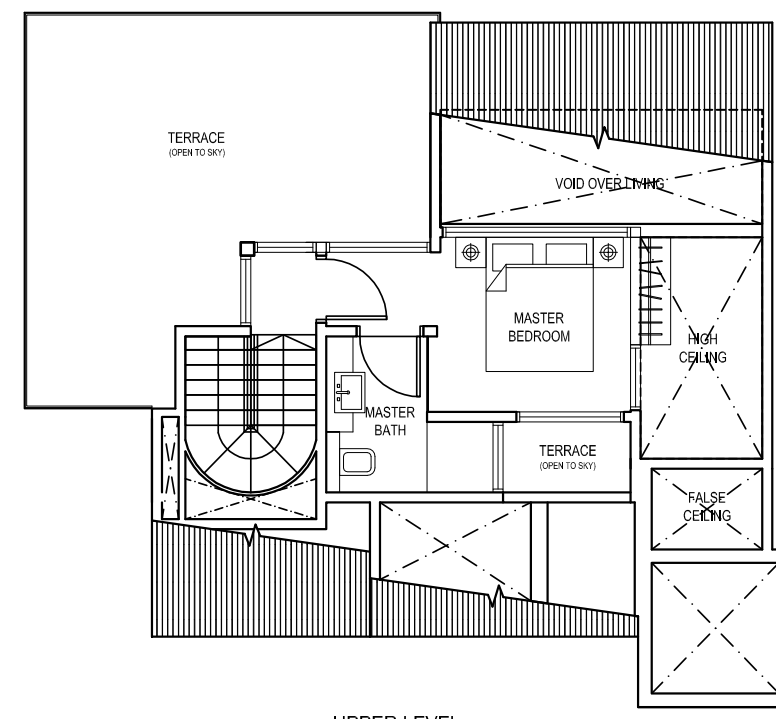 TERRACE
(OPEN TO SKY)
VOID OVER LIVING
MASTER
BEDROOM
HIGH
CEILING
MASTER
BATH
TERRACE
(OPEN TO SKY)
FALSE
CEILING
UPPER LEVEL